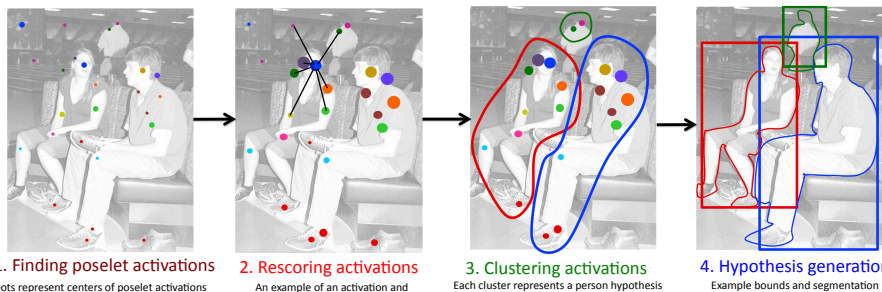 . Finding poselet activations
2. Rescoring activations
3. Clustering activations
4. Hypothesis generation
ots represent centers of poselet activations
An example of an activation and
Each cluster represents a person hypothesis
Example bounds and segmentation